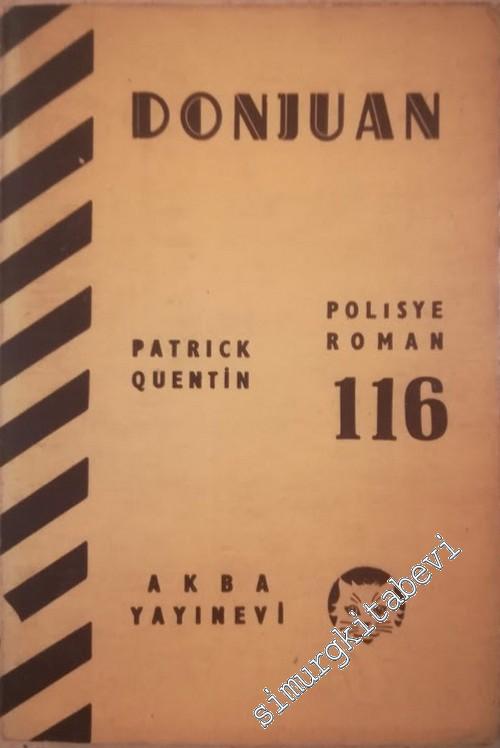 DONJUAN
PATRICK
QUENTİN
POLISYE
ROMAN
116
AKBA
YAYINEVİ
simurgkitabevi